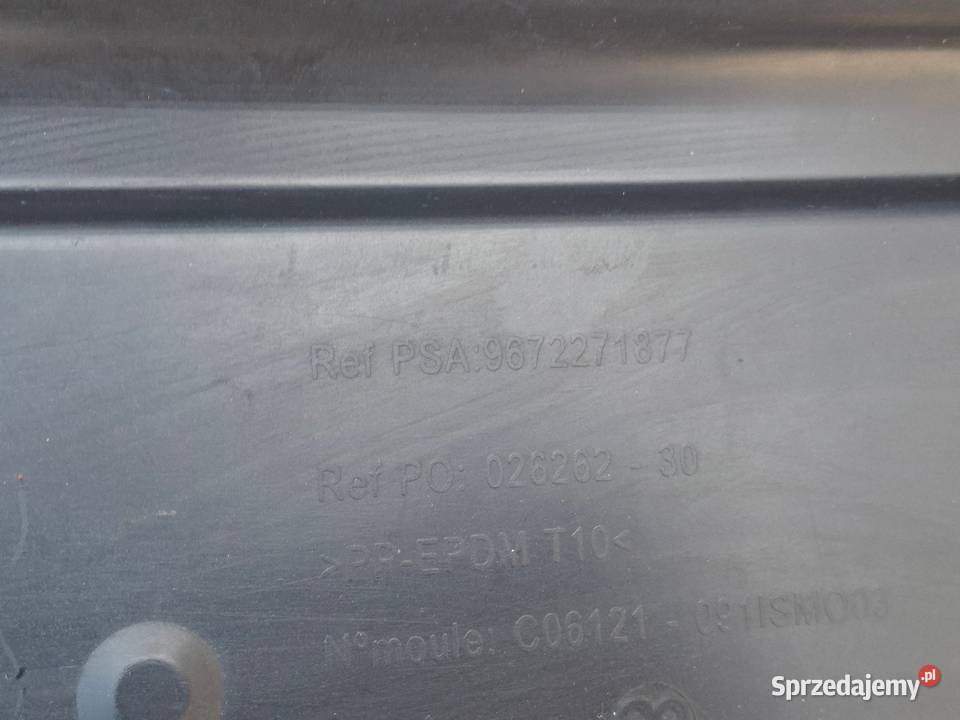 Ref PSA:9672271877
Ref PO: 026262 - 30
>PP-EPDM T10<
N°moule: C06121 -
Sprzedajemy.pl